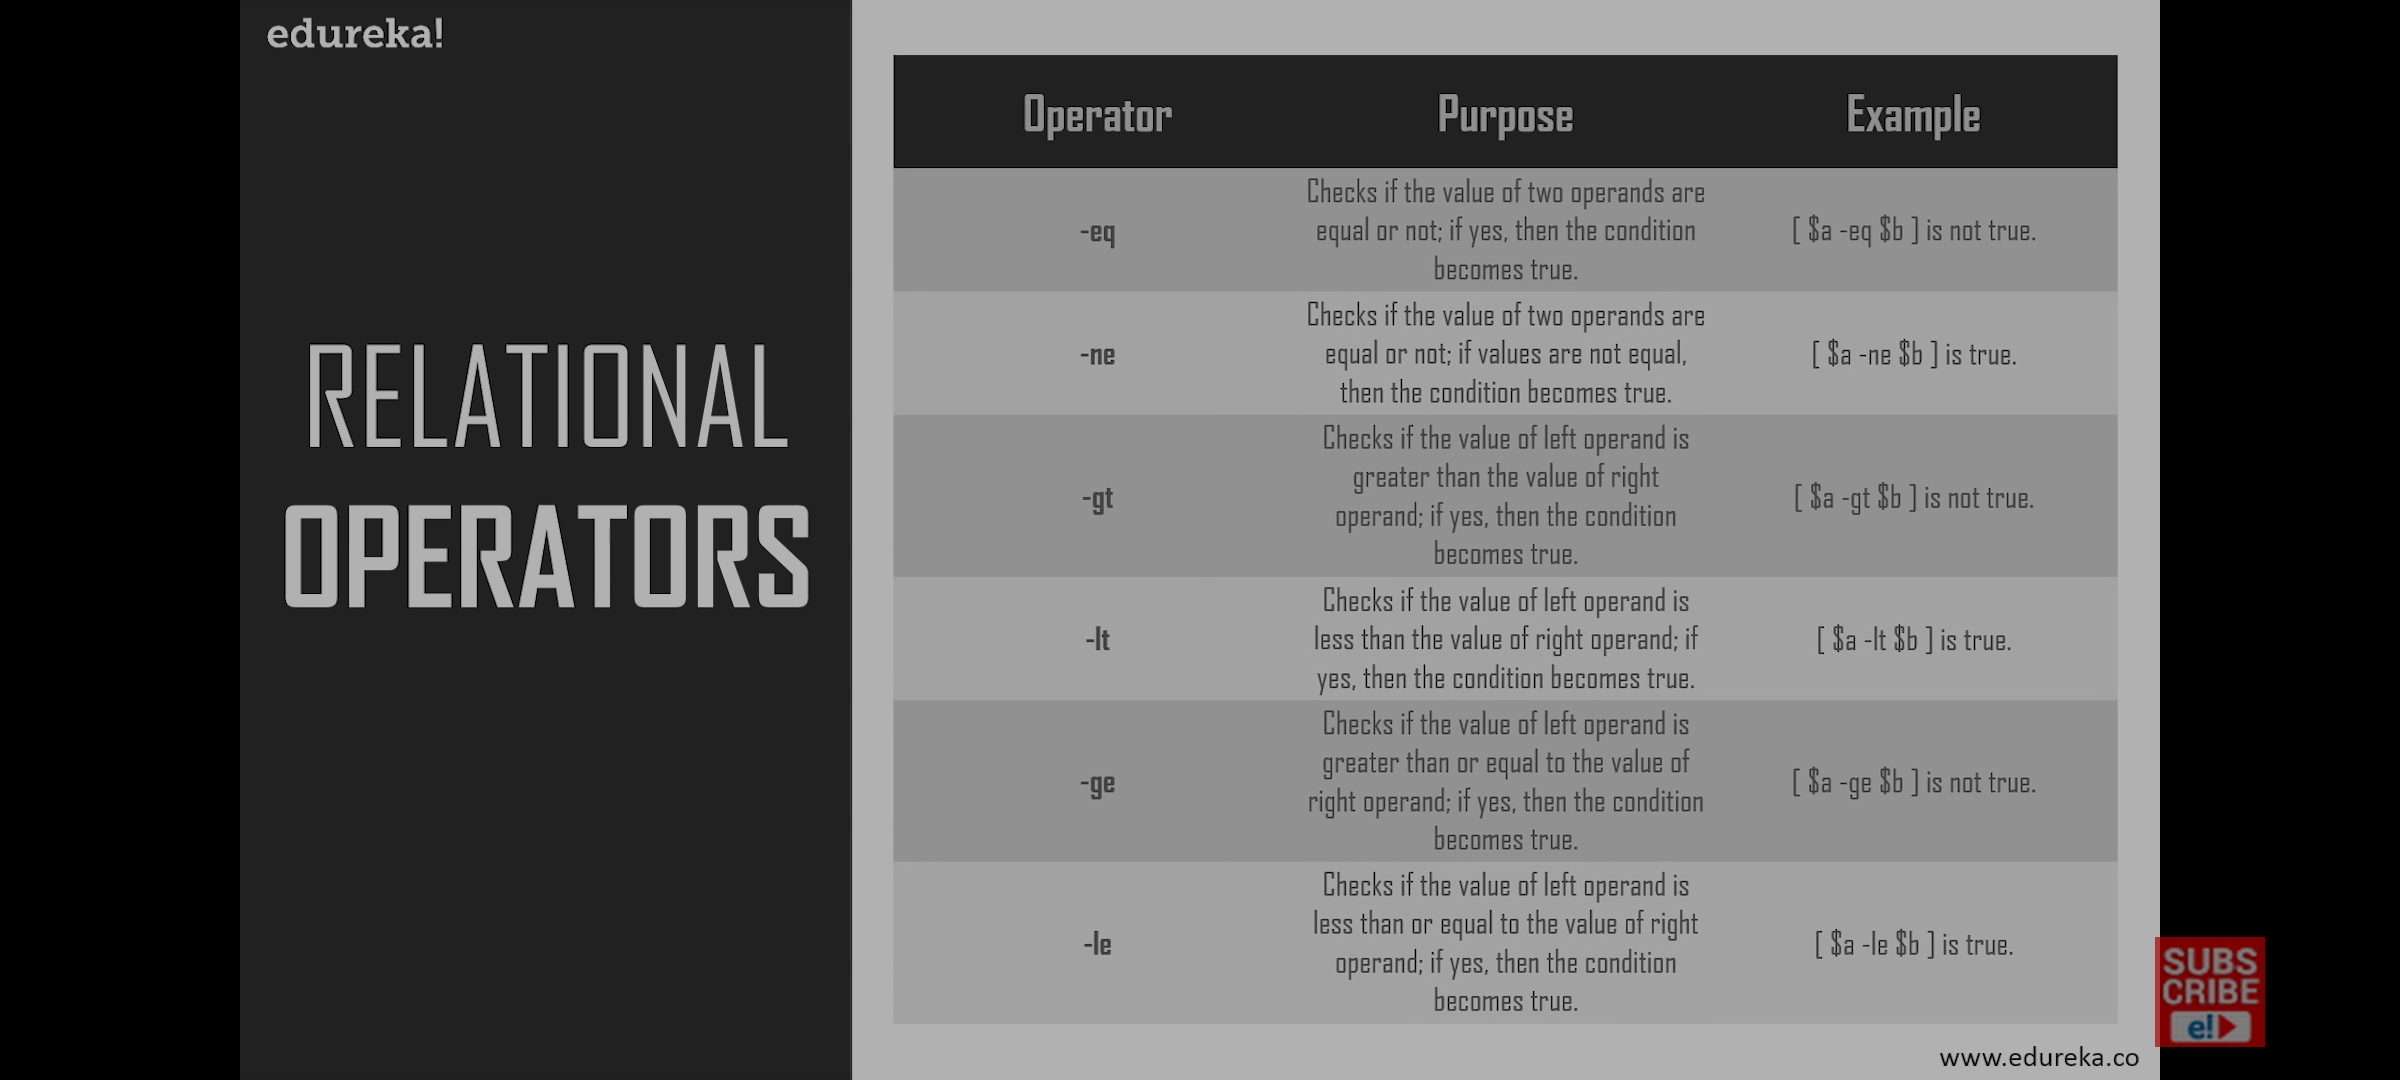 edureka!
RELATIONAL
OPERATORS
Operator Purpose Example
-eq
Checks if the value of two operands are
equal or not; if yes, then the condition
becomes true.
[ $a -eq $b ] is not true.
-ne
Checks if the value of two operands are
equal or not; if values are not equal,
then the condition becomes true.
[ $a -ne $b ] is true.
-gt
Checks if the value of left operand is
greater than the value of right
operand; if yes, then the condition
becomes true.
[ $a -gt $b ] is not true.
-lt
Checks if the value of left operand is
less than the value of right operand; if
yes, then the condition becomes true.
[ $a -lt $b ] is true.
-ge
Checks if the value of left operand is
greater than or equal to the value of
right operand; if yes, then the condition
becomes true.
[ $a -ge $b ] is not true.
-le
Checks if the value of left operand is
less than or equal to the value of right
operand; if yes, then the condition
becomes true.
[ $a -le $b ] is true.
SUBS
CRIBE
e!
www.edureka.co